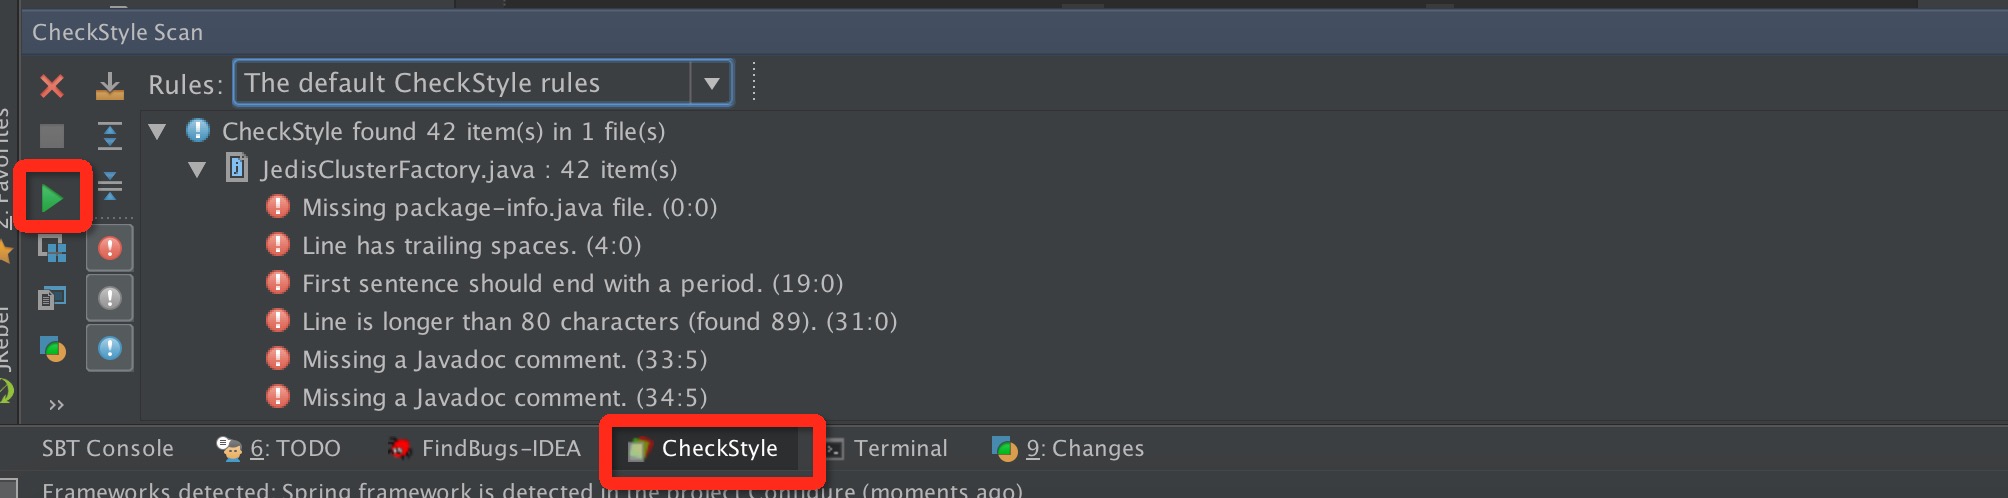 CheckStyle Scan
Rules: The default CheckStyle rules
CheckStyle found 42 item(s) in 1 file(s)
JedisClusterFactory.java : 42 item(s)
Missing package-info.java file. (0:0)
Line has trailing spaces. (4:0)
First sentence should end with a period. (19:0)
Line is longer than 80 characters (found 89). (31:0)
Missing a Javadoc comment. (33:5)
Missing a Javadoc comment. (34:5)
2: Favorites
JRebel
SBT Console 6: TODO FindBugs-IDEA CheckStyle Terminal 9: Changes
Frameworks detected: Spring framework is detected in the project Configure (moments ago)